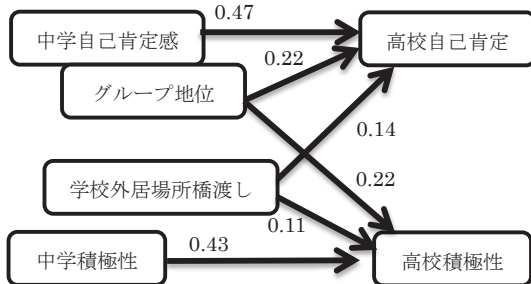 中学自己肯定感
0.47
高校自己肯定
グループ地位
0.22
0.14
学校外居場所橋渡し
0.22
0.11
中学積極性
0.43
高校積極性